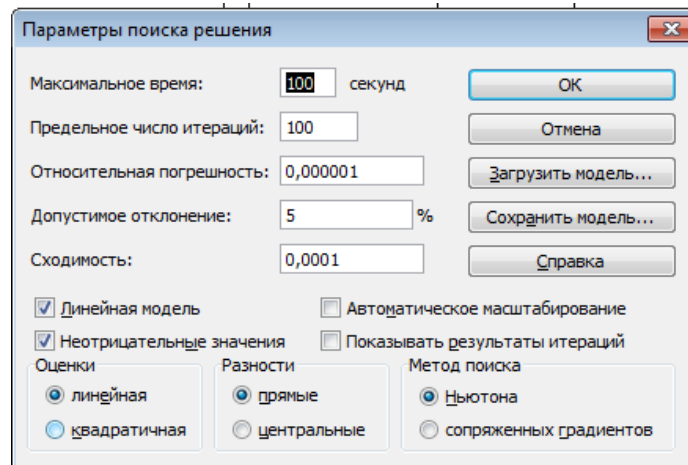 Параметры поиска решения
Максимальное время: 100 секунд ОК
Предельное число итераций: 100 Отмена
Относительная погрешность: 0,000001 Загрузить модель...
Допустимое отклонение: 5 % Сохранить модель...
Сходимость: 0,0001 Справка
Линейная модель Автоматическое масштабирование
Неотрицательные значения Показывать результаты итераций
Оценки Разности Метод поиска
линейная прямые Ньютона
квадратичная центральные сопряженных градиентов